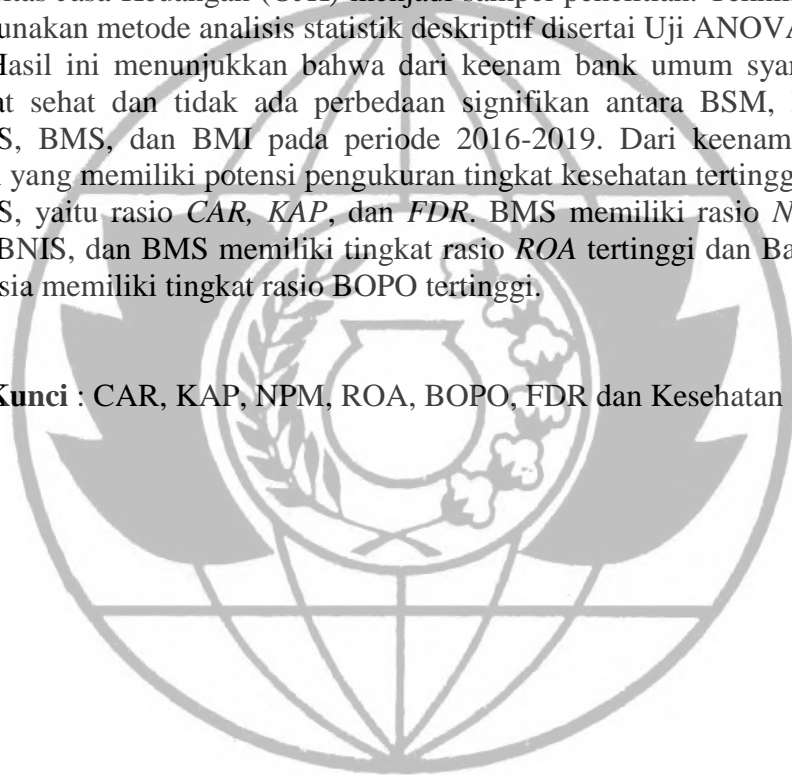 Jasa Keuangan (OJK) menjadi sampel penelitian.
unakan metode analisis statistik deskriptif disertai Uji ANOVA
Hasil ini menunjukkan bahwa dari keenam bank umum syar
at sehat dan tidak ada perbedaan signifikan antara BSM,
S, BMS, dan BMI pada periode 2016-2019. Dari keenam
yang memiliki potensi pengukuran tingkat kesehatan tertingg
S, yaitu rasio CAR, KAP, dan FDR. BMS memiliki rasio N
BNIS, dan BMS memiliki tingkat rasio ROA tertinggi dan Ba
sia memiliki tingkat rasio BOPO tertinggi.
Kunci : CAR, KAP, NPM, ROA, BOPO, FDR dan Kesehatan